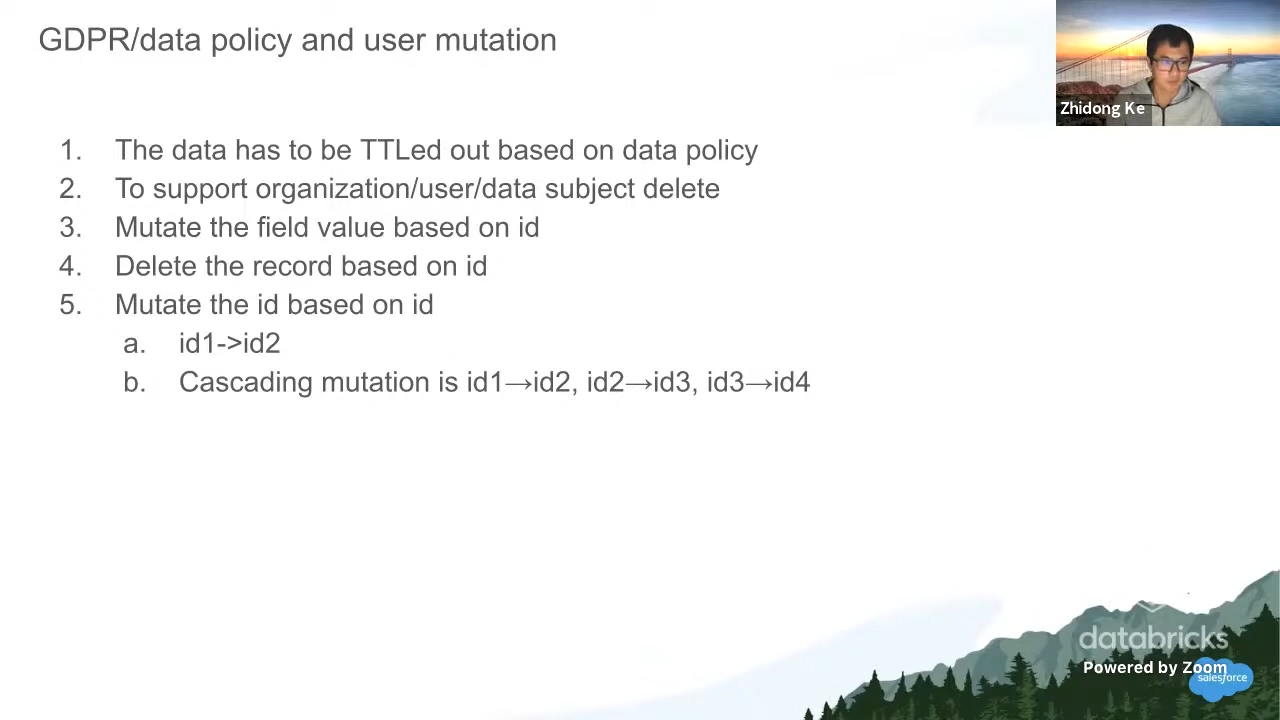 GDPR/data policy and user mutation
Zhidong Ke
1. The data has to be TTLed out based on data policy
2. To support organization/user/data subject delete
3. Mutate the field value based on id
4. Delete the record based on id
5. Mutate the id based on id
a. id1->id2
b. Cascading mutation is id1→id2, id2→id3, id3→id4
databricks
Powered by Zoom
salesforce